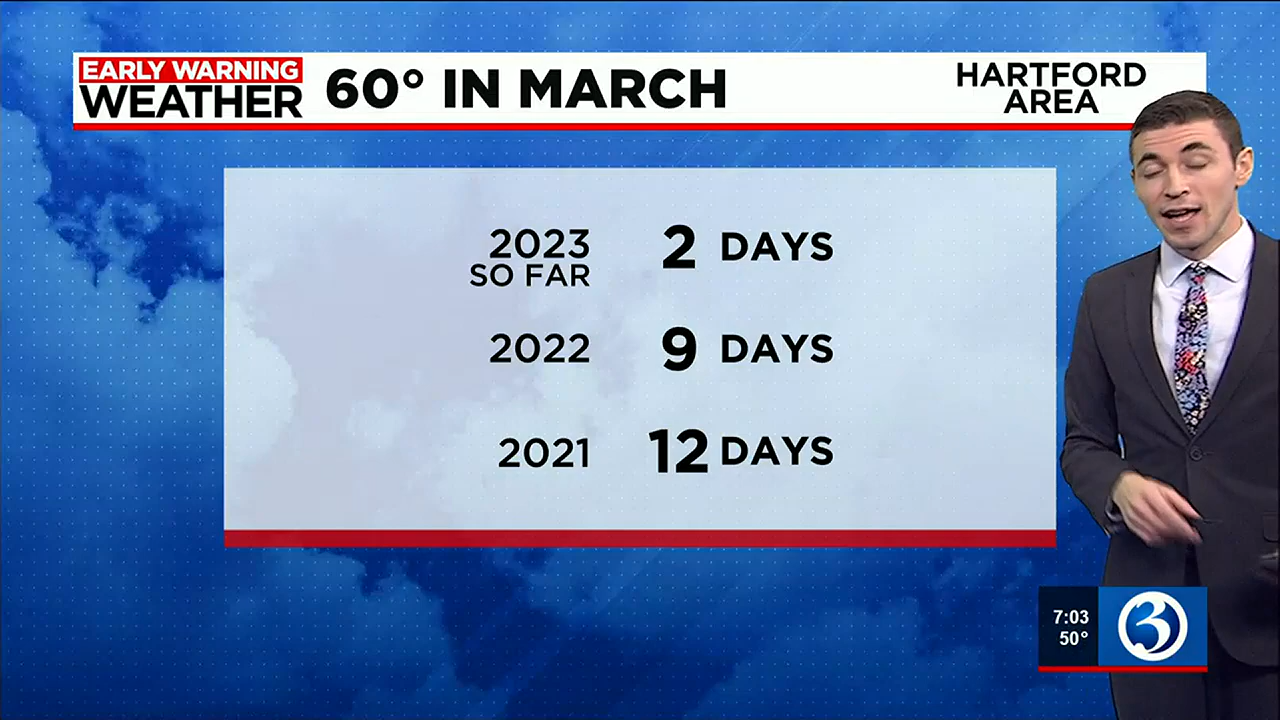 EARLY WARNING
WEATHER
60° IN MARCH
HARTFORD
AREA
2023 2 DAYS
SO FAR
2022 9 DAYS
2021 12 DAYS
7:03
50°
3